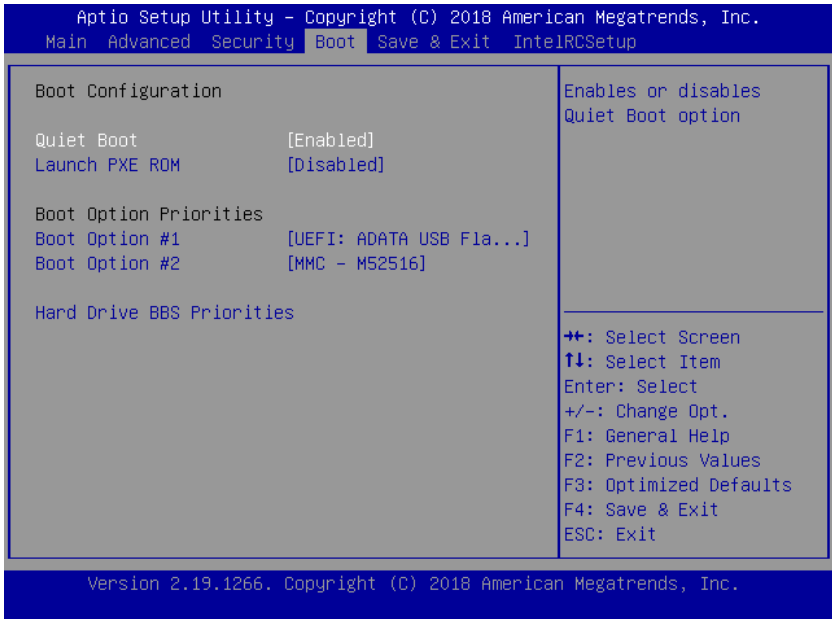 Aptio Setup Utility – Copyright (C) 2018 American Megatrends, Inc.
Main Advanced Security Boot Save & Exit IntelRCSetup
Boot Configuration
Quiet Boot [Enabled]
Launch PXE ROM [Disabled]
Boot Option Priorities
Boot Option #1 [UEFI: ADATA USB Fla...]
Boot Option #2 [MMC – M52516]
Hard Drive BBS Priorities
Enables or disables
Quiet Boot option
→←: Select Screen
↑↓: Select Item
Enter: Select
+/-: Change Opt.
F1: General Help
F2: Previous Values
F3: Optimized Defaults
F4: Save & Exit
ESC: Exit
Version 2.19.1266. Copyright (C) 2018 American Megatrends, Inc.